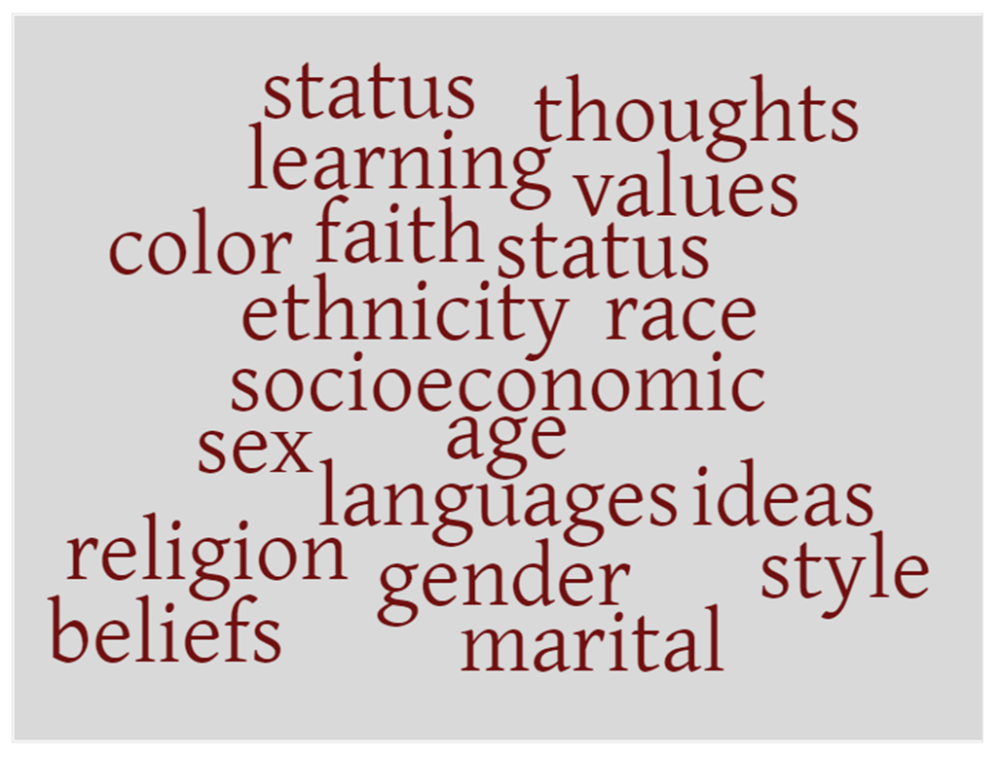 status thoughts
learning values
color faith status
ethnicity race
socioeconomic
sex age
languages ideas
religion gender style
beliefs marital